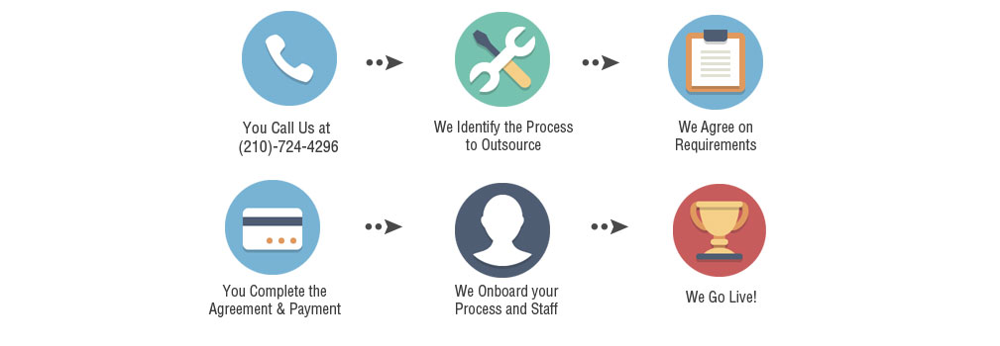 You Call Us at
(210)-724-4296
We Identify the Process
to Outsource
We Agree on
Requirements
You Complete the
Agreement & Payment
We Onboard your
Process and Staff
We Go Live!